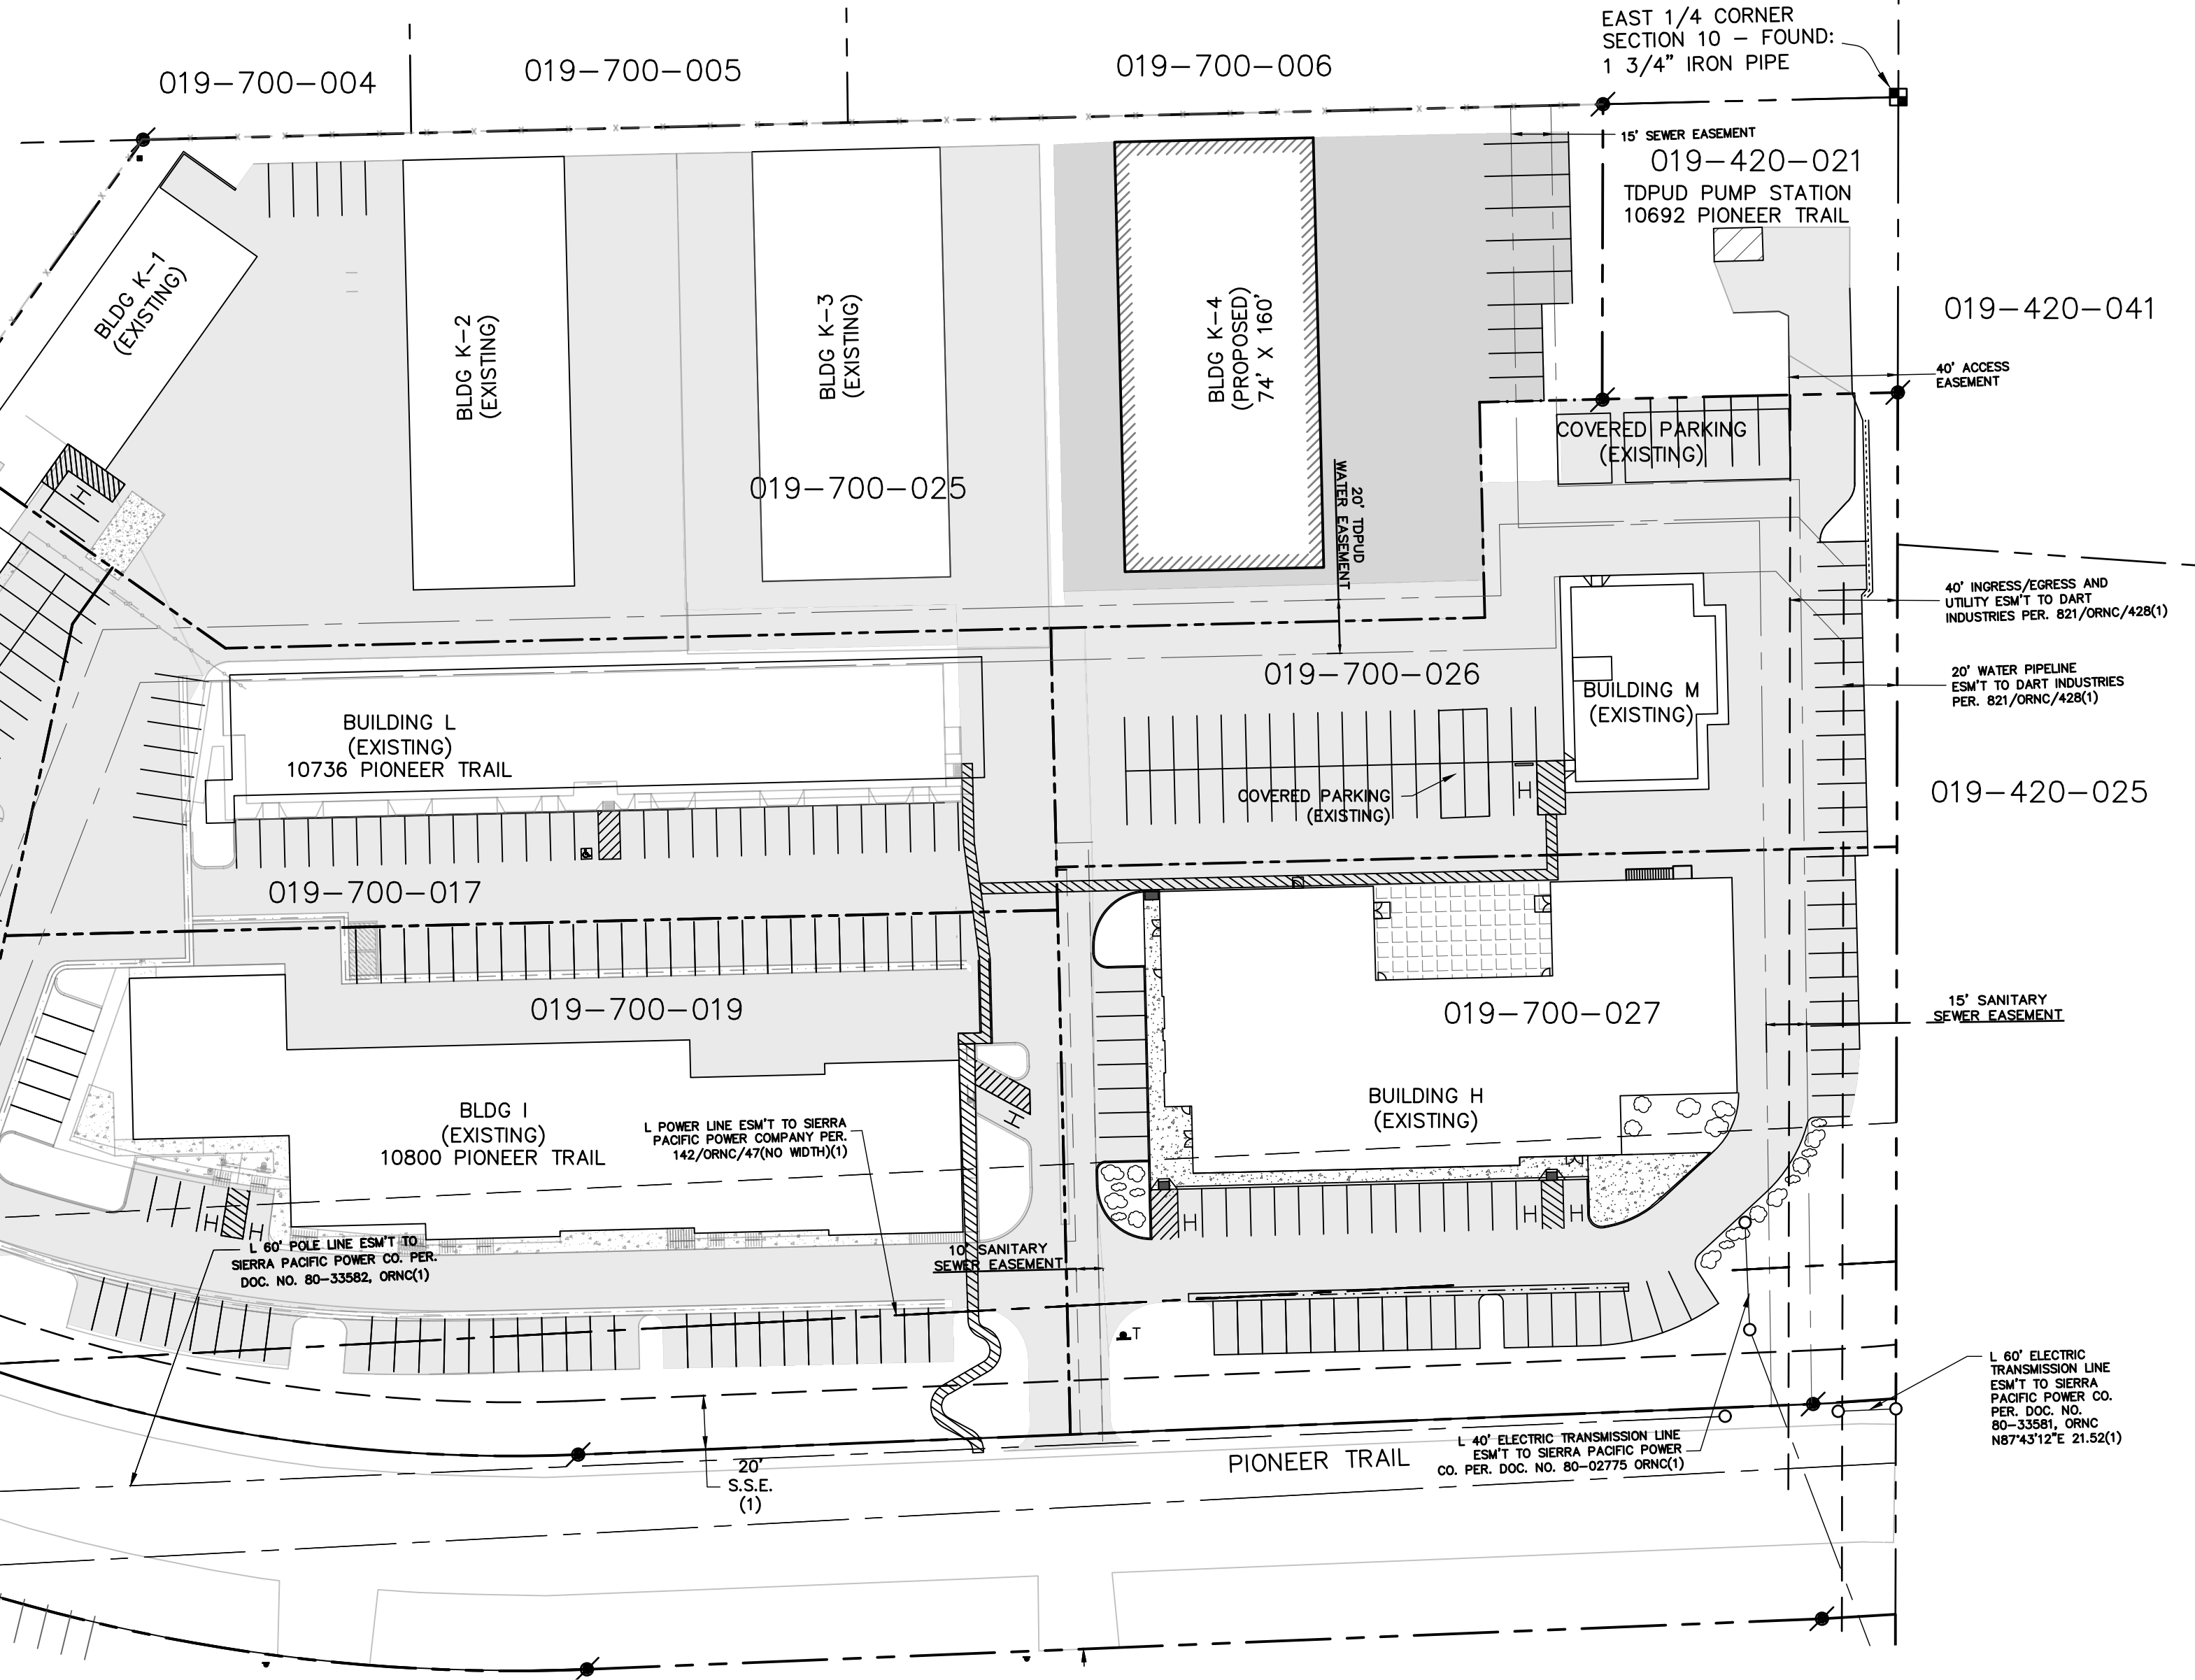 EAST 1/4 CORNER
SECTION 10 – FOUND:
1 3/4" IRON PIPE
019–700–004
019–700–005
019–700–006
15' SEWER EASEMENT
019–420–021
TDPUD PUMP STATION
10692 PIONEER TRAIL
BLDG K–1
(EXISTING)
BLDG K–2
(EXISTING)
BLDG K–3
(EXISTING)
BLDG K–4
(PROPOSED)
74' X 160'
019–420–041
40' ACCESS
EASEMENT
COVERED PARKING
(EXISTING)
019–700–025
20' TDPUD
WATER EASEMENT
H
40' INGRESS/EGRESS AND
UTILITY ESM'T TO DART
INDUSTRIES PER. 821/ORNC/428(1)
019–700–026
20' WATER PIPELINE
ESM'T TO DART INDUSTRIES
PER. 821/ORNC/428(1)
BUILDING M
(EXISTING)
BUILDING L
(EXISTING)
10736 PIONEER TRAIL
COVERED PARKING
(EXISTING)
H
019–420–025
019–700–017
019–700–019
019–700–027
15' SANITARY
SEWER EASEMENT
BUILDING H
(EXISTING)
BLDG I
(EXISTING)
10800 PIONEER TRAIL
H
L POWER LINE ESM'T TO SIERRA
PACIFIC POWER COMPANY PER.
142/ORNC/47(NO WIDTH)(1)
H
H
H
H
H
L 60' POLE LINE ESM'T TO
SIERRA PACIFIC POWER CO. PER.
DOC. NO. 80–33582, ORNC(1)
10' SANITARY
SEWER EASEMENT
T
L 60' ELECTRIC
TRANSMISSION LINE
ESM'T TO SIERRA
PACIFIC POWER CO.
PER. DOC. NO.
80–33581, ORNC
N87°43'12"E 21.52(1)
PIONEER TRAIL
L 40' ELECTRIC TRANSMISSION LINE
ESM'T TO SIERRA PACIFIC POWER
CO. PER. DOC. NO. 80–02775 ORNC(1)
20'
S.S.E.
(1)